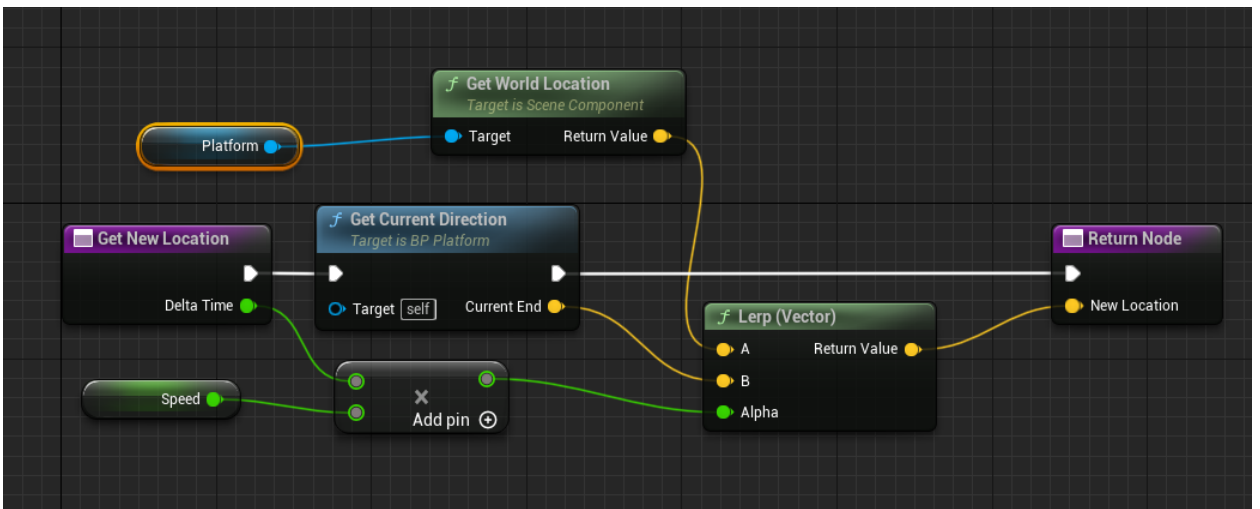 f Get World Location
Target is Scene Component
Platform
Target Return Value
Get New Location
f Get Current Direction
Target is BP Platform
Return Node
Delta Time
Target self Current End
New Location
f Lerp (Vector)
A Return Value
B
Speed
×
Add pin
Alpha